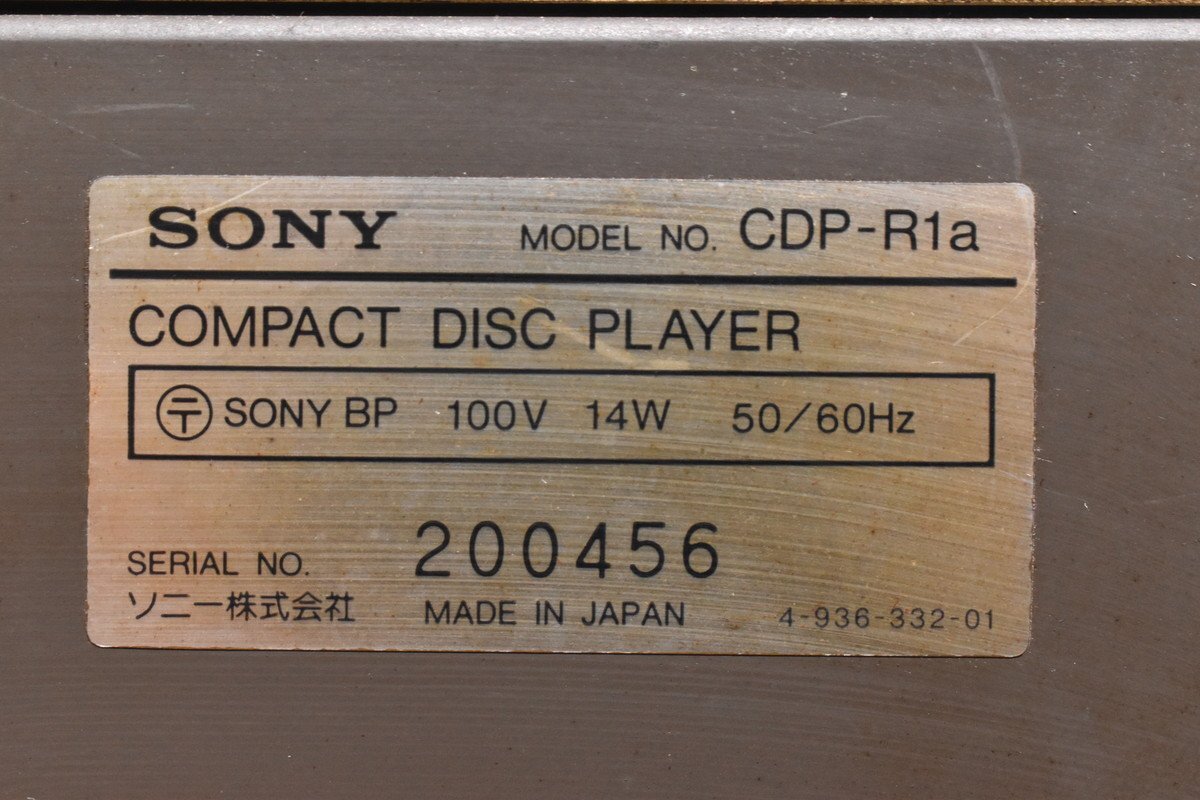 SONY MODEL NO. CDP-R1a
COMPACT DISC PLAYER
〶 SONY BP 100V 14W 50/60Hz
SERIAL NO. 200456
ソニー株式会社 MADE IN JAPAN 4-936-332-01